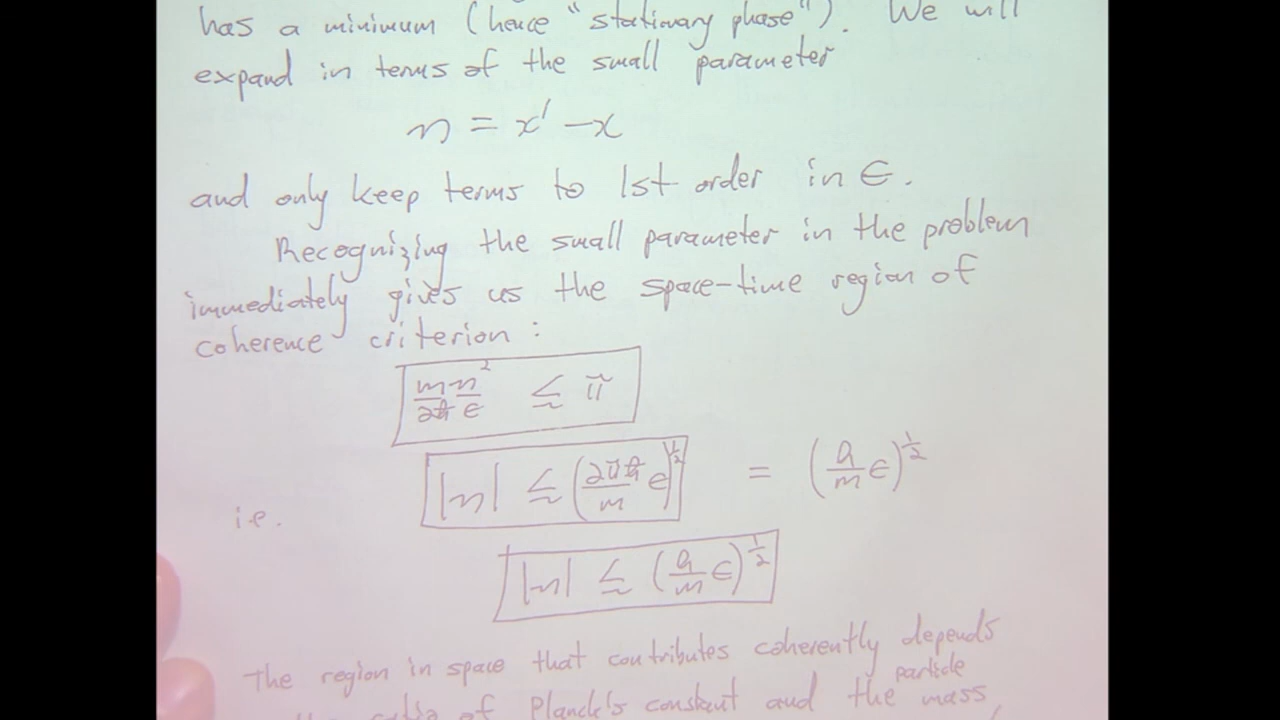 has a minimum (hence "stationary phase"). We will
expand in terms of the small parameter
η = x' − x
and only keep terms to 1st order in ϵ.
Recognizing the small parameter in the problem
immediately gives us the space-time region of
coherence criterion :
m/2ħ η²/ϵ ≲ π
i.e. |η| ≲ (2πħ/m ϵ)^1/2 = (h/m ϵ)^1/2
|η| ≲ (h/m ϵ)^1/2
The region in space that contributes coherently depends
particle
of Planck's constant and the mass